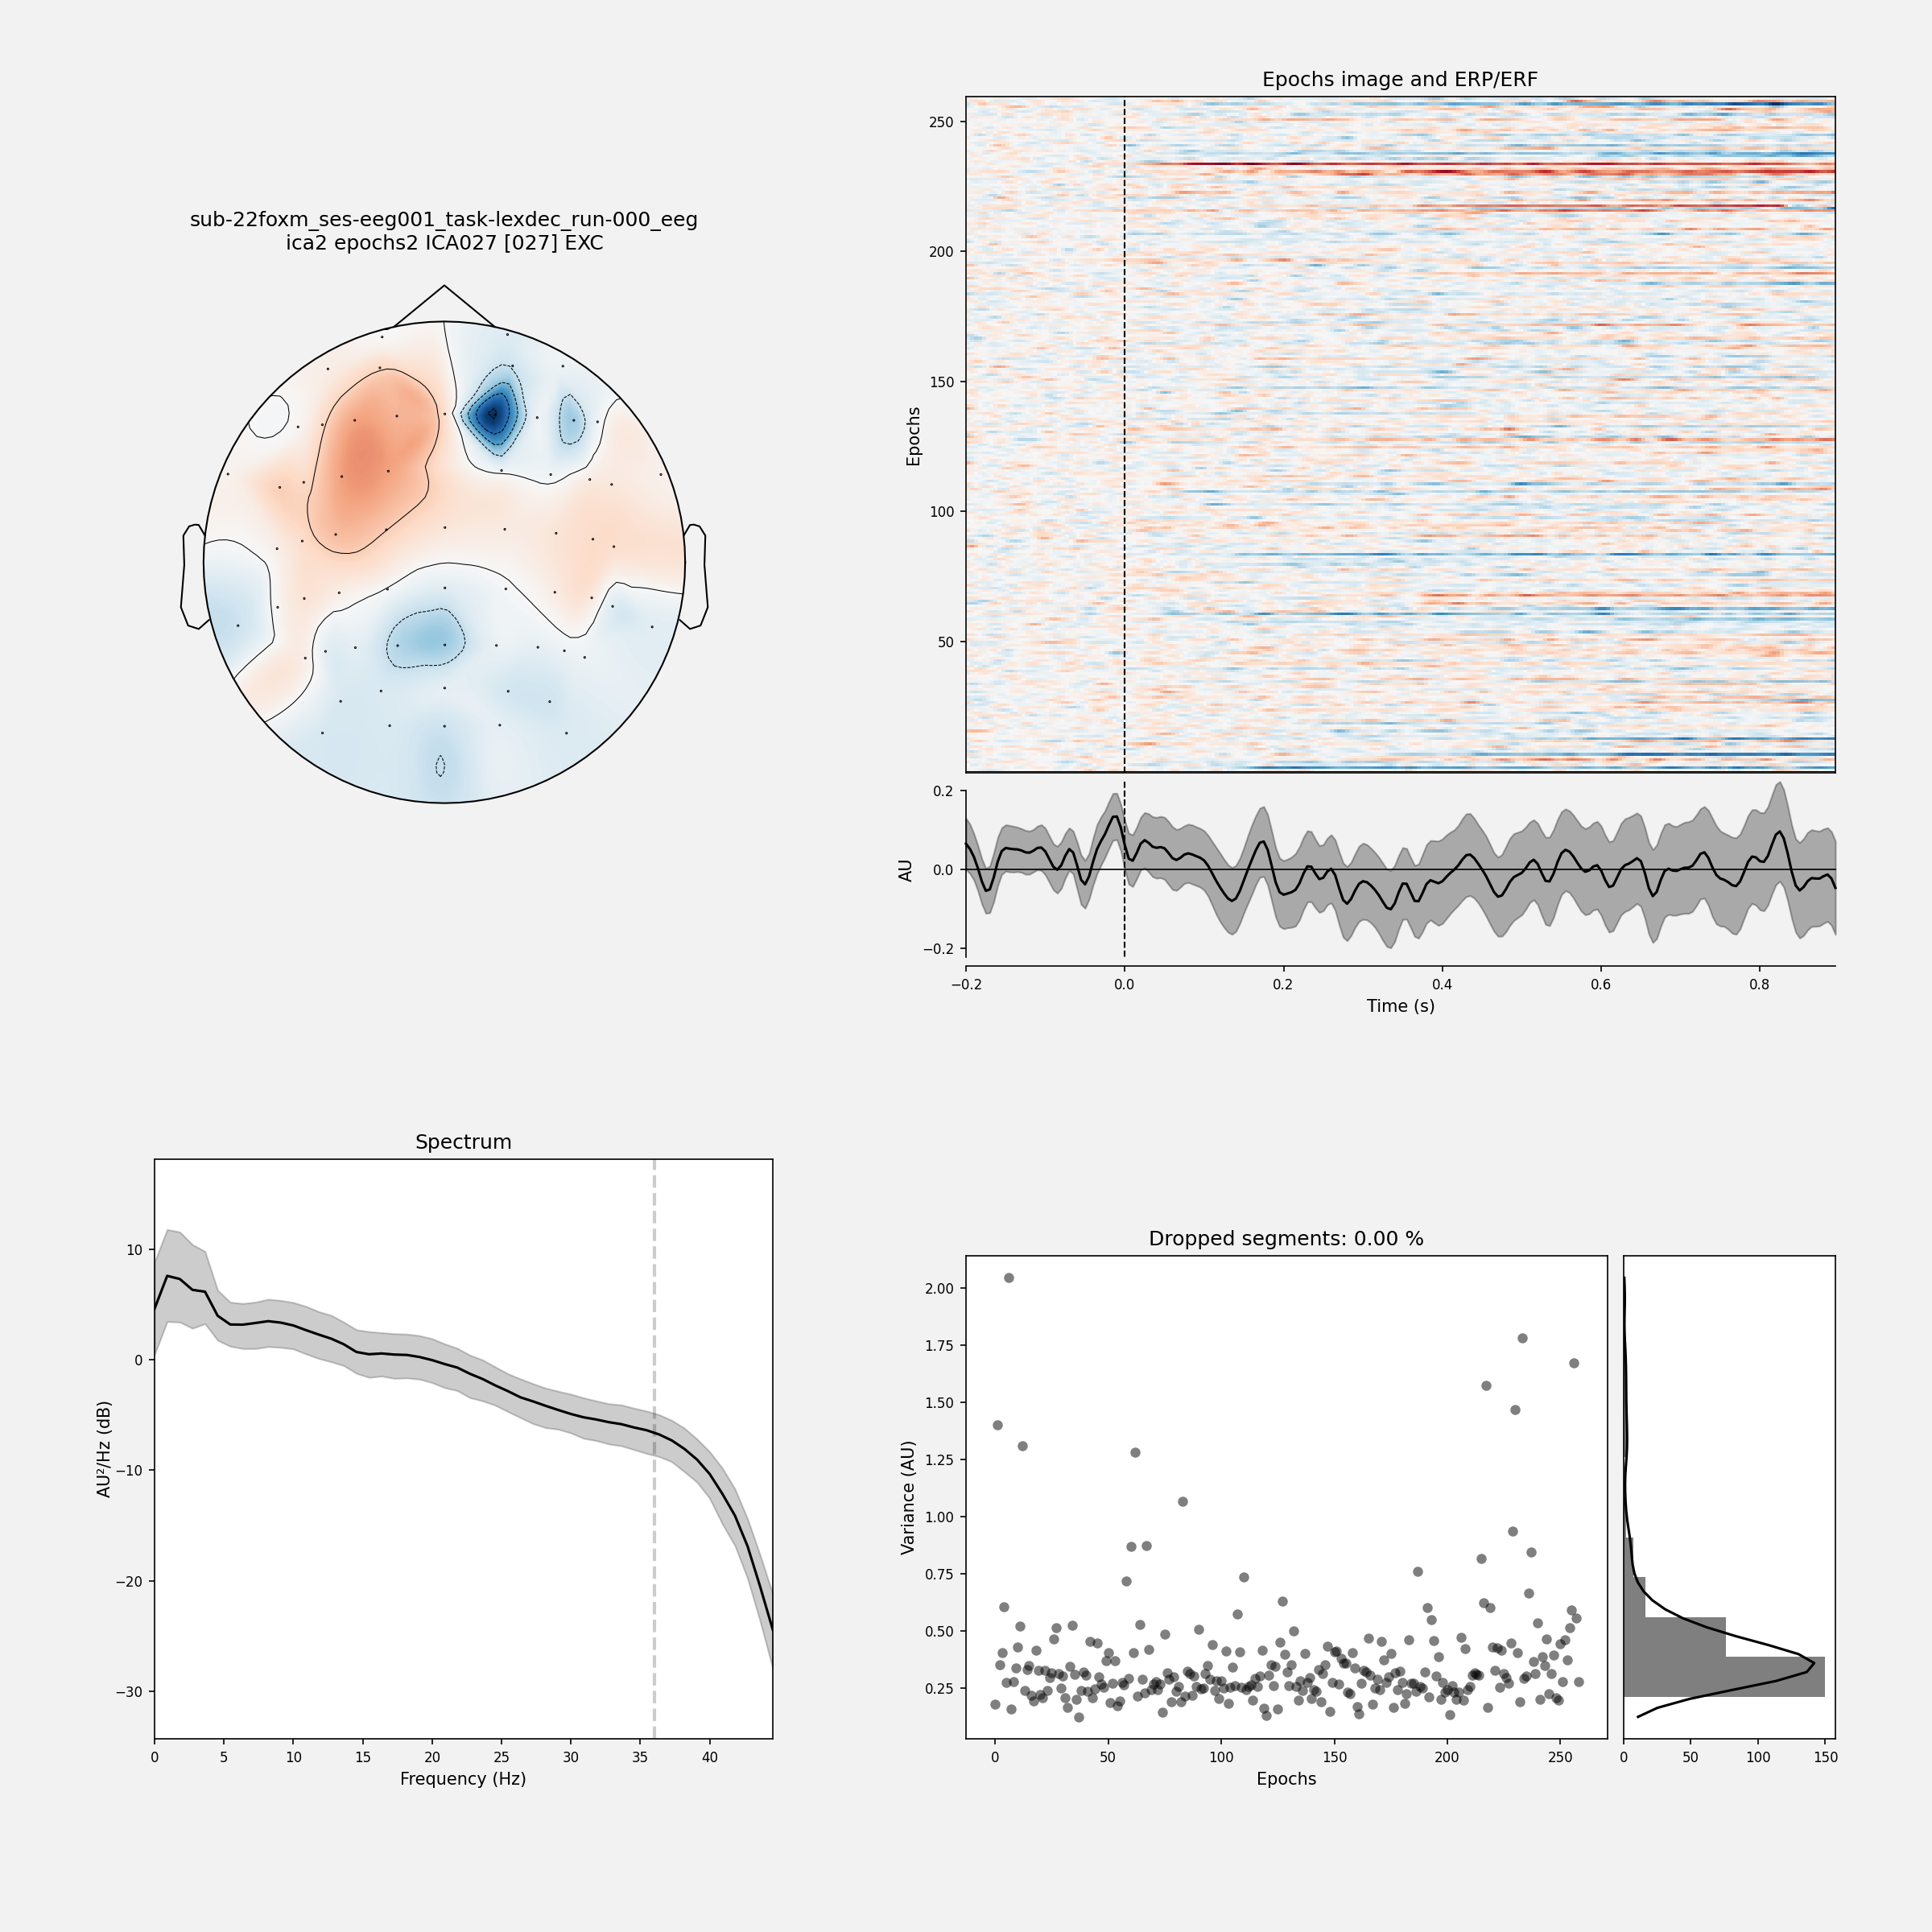 sub-22foxm_ses-eeg001_task-lexdec_run-000_eeg
ica2 epochs2 ICA027 [027] EXC
Epochs image and ERP/ERF
Epochs
250
200
150
100
50
AU
0.2
0.0
−0.2
−0.2 0.0 0.2 0.4 0.6 0.8
Time (s)
Spectrum
AU²/Hz (dB)
10
0
−10
−20
−30
0 5 10 15 20 25 30 35 40
Frequency (Hz)
Dropped segments: 0.00 %
Variance (AU)
2.00
1.75
1.50
1.25
1.00
0.75
0.50
0.25
0 50 100 150 200 250
Epochs
0 50 100 150